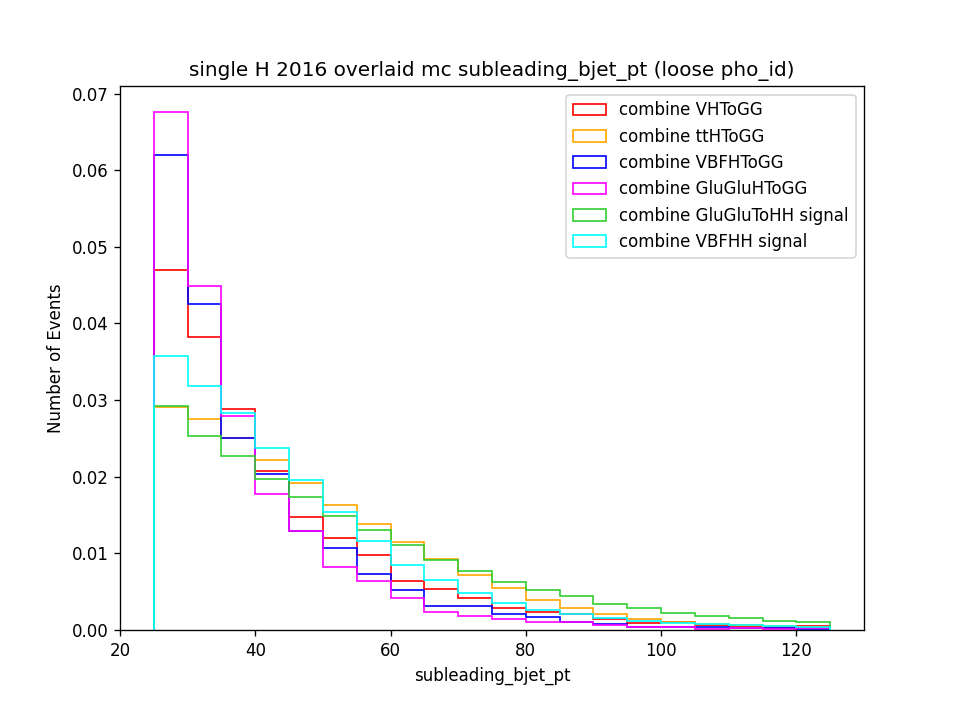 single H 2016 overlaid mc subleading_bjet_pt (loose pho_id)
0.07
0.06
0.05
0.04
0.03
0.02
0.01
0.00
Number of Events
combine VHToGG
combine ttHToGG
combine VBFHToGG
combine GluGluHToGG
combine GluGluToHH signal
combine VBFHH signal
20 40 60 80 100 120
subleading_bjet_pt